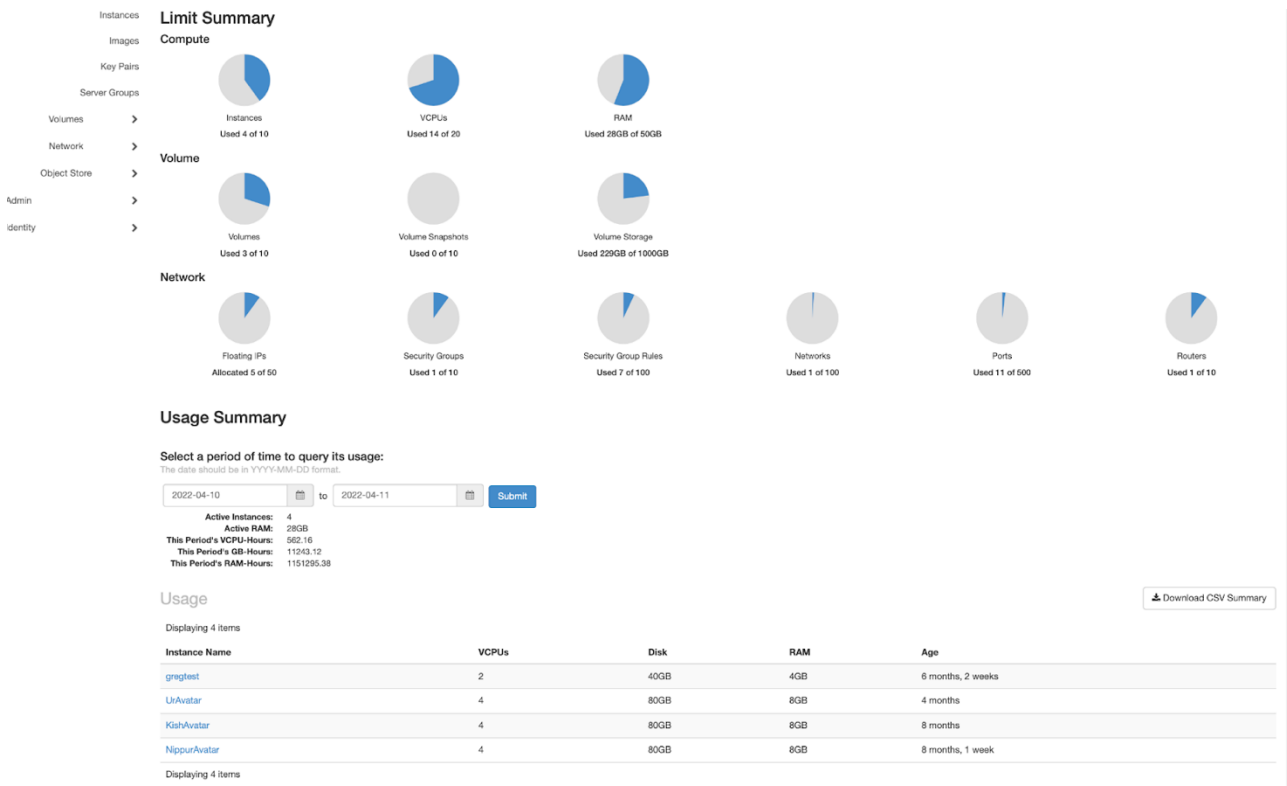 Instances
Images
Key Pairs
Server Groups
Volumes
Network
Object Store
Admin
Identity
Limit Summary
Compute
Instances VCPUs RAM
Used 4 of 10 Used 14 of 20 Used 28GB of 50GB
Volume
Volumes Volume Snapshots Volume Storage
Used 3 of 10 Used 0 of 10 Used 229GB of 1000GB
Network
Floating IPs Security Groups Security Group Rules Networks Ports Routers
Allocated 5 of 50 Used 1 of 10 Used 7 of 100 Used 1 of 100 Used 11 of 500 Used 1 of 10
Usage Summary
Select a period of time to query its usage:
The date should be in YYYY-MM-DD format.
2022-04-10 to 2022-04-11 Submit
Active Instances: 4
Active RAM: 28GB
This Period's VCPU-Hours: 562.16
This Period's GB-Hours: 11243.12
This Period's RAM-Hours: 1151295.38
Usage Download CSV Summary
Displaying 4 items
Instance Name VCPUs Disk RAM Age
gregtest 2 40GB 4GB 6 months, 2 weeks
UrAvatar 4 80GB 8GB 4 months
KishAvatar 4 80GB 8GB 8 months
NippurAvatar 4 80GB 8GB 8 months, 1 week
Displaying 4 items